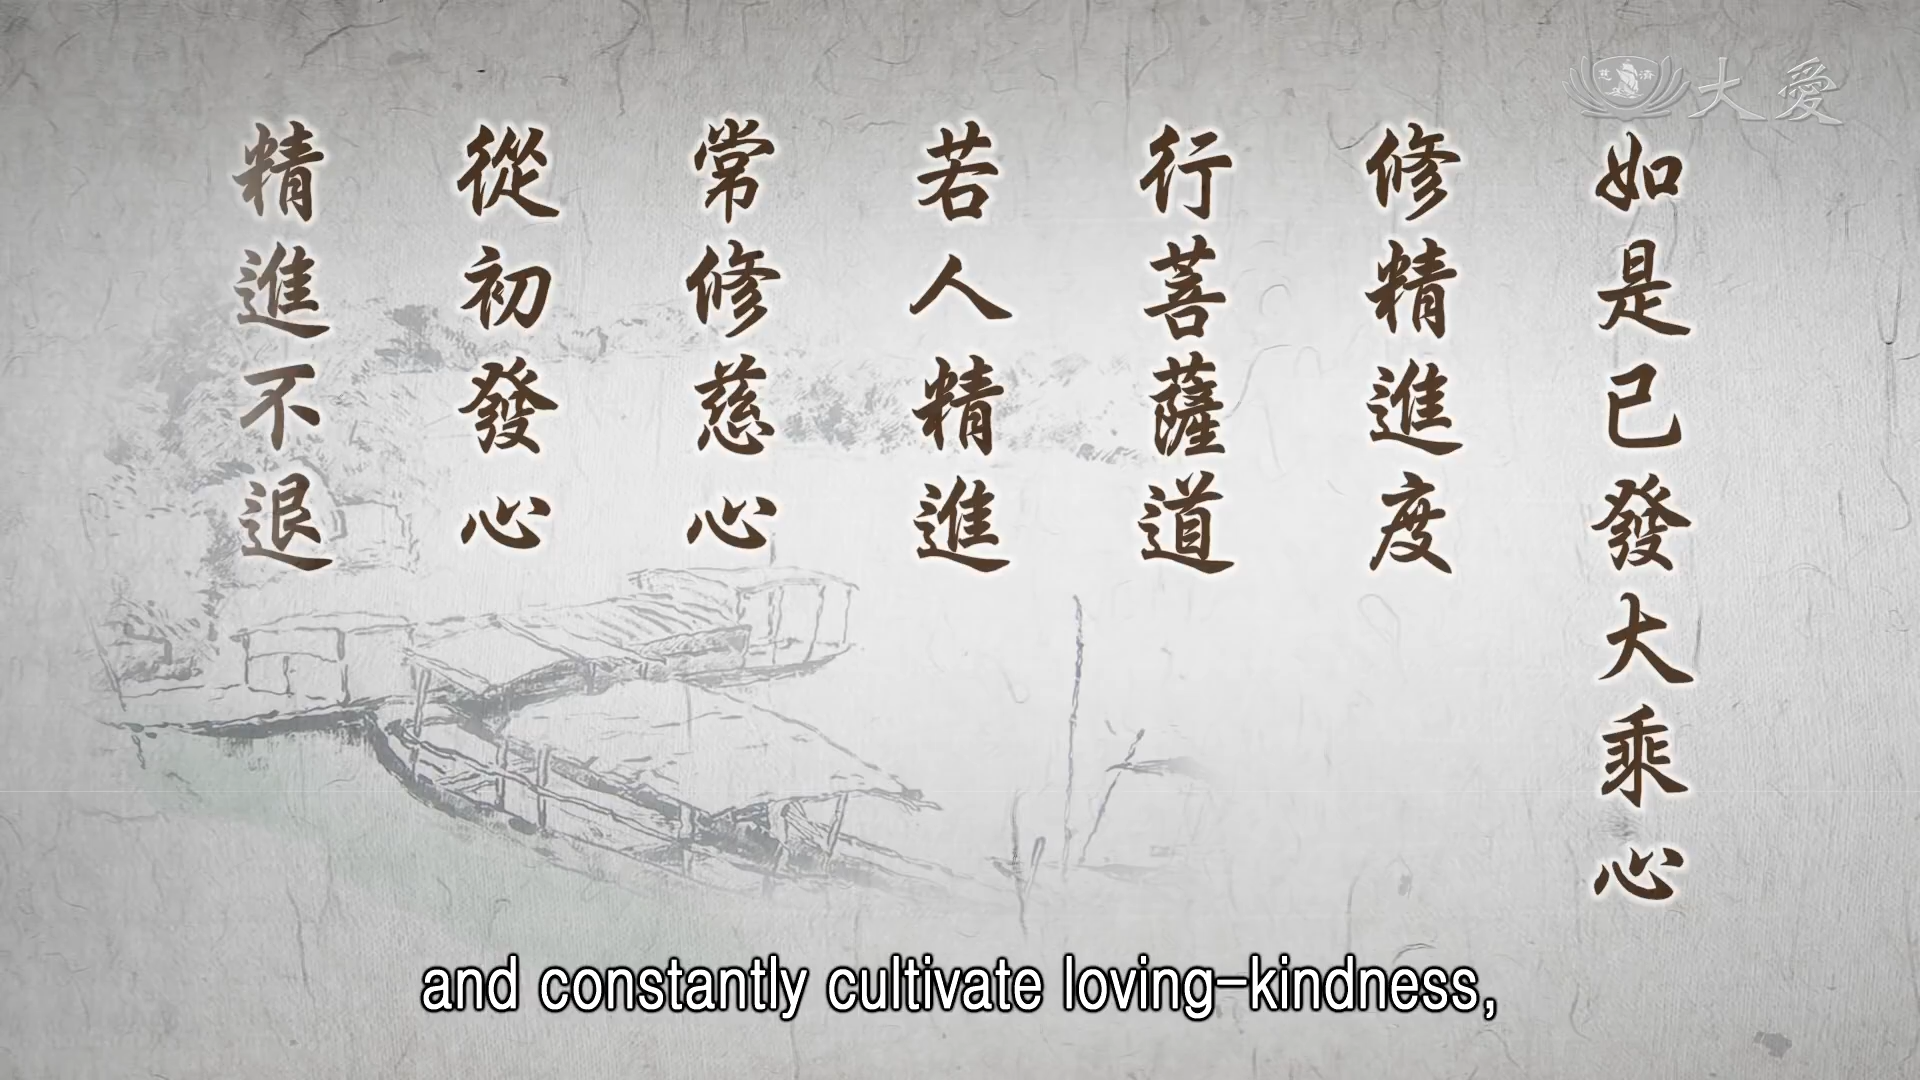 大愛
慈濟
如是已發大乘心
修精進度
行菩薩道
若人精進
常修慈心
從初發心
精進不退
and constantly cultivate loving-kindness,